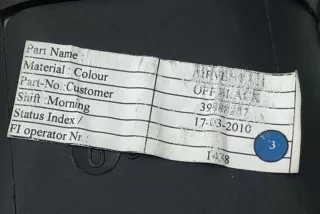 Part Name :
Material : Colour OFF BLACK
Part-No :Customer
Shift :Morning 17-03-2010
Status Index /
FI operator Nr. 1438
3